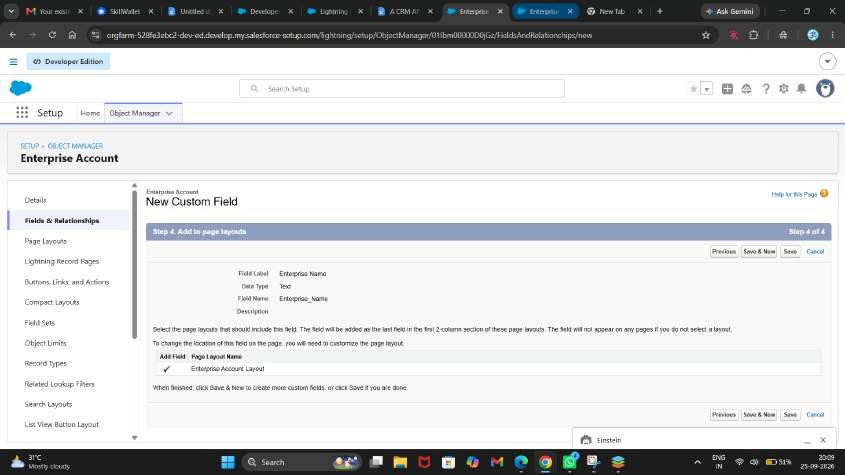 Your existi
SkillWallet
Untitled d
Develope
Lightning
A CRM AP
Enterprise
Enterprise
New Tab
Ask Gemini
orgfarm-528fe3ebc2-dev-ed.develop.my.salesforce-setup.com/lightning/setup/ObjectManager/01Ibm00000D0jGz/FieldsAndRelationships/new
</> Developer Edition
Search Setup
Setup
Home
Object Manager
SETUP > OBJECT MANAGER
Enterprise Account
Details
Fields & Relationships
Page Layouts
Lightning Record Pages
Buttons, Links, and Actions
Compact Layouts
Field Sets
Object Limits
Record Types
Related Lookup Filters
Search Layouts
List View Button Layout
Enterprise Account
New Custom Field
Help for this Page
Step 4. Add to page layouts
Step 4 of 4
Previous Save & New Save Cancel
Field Label Enterprise Name
Data Type Text
Field Name Enterprise_Name
Description
Select the page layouts that should include this field. The field will be added as the last field in the first 2-column section of these page layouts. The field will not appear on any pages if you do not select a layout.
To change the location of this field on the page, you will need to customize the page layout.
Add Field Page Layout Name
Enterprise Account Layout
When finished, click Save & New to create more custom fields, or click Save if you are done.
Previous Save & New Save Cancel
Einstein
31°C
Mostly cloudy
Search
ENG
IN
51%
20:09
25-09-2026